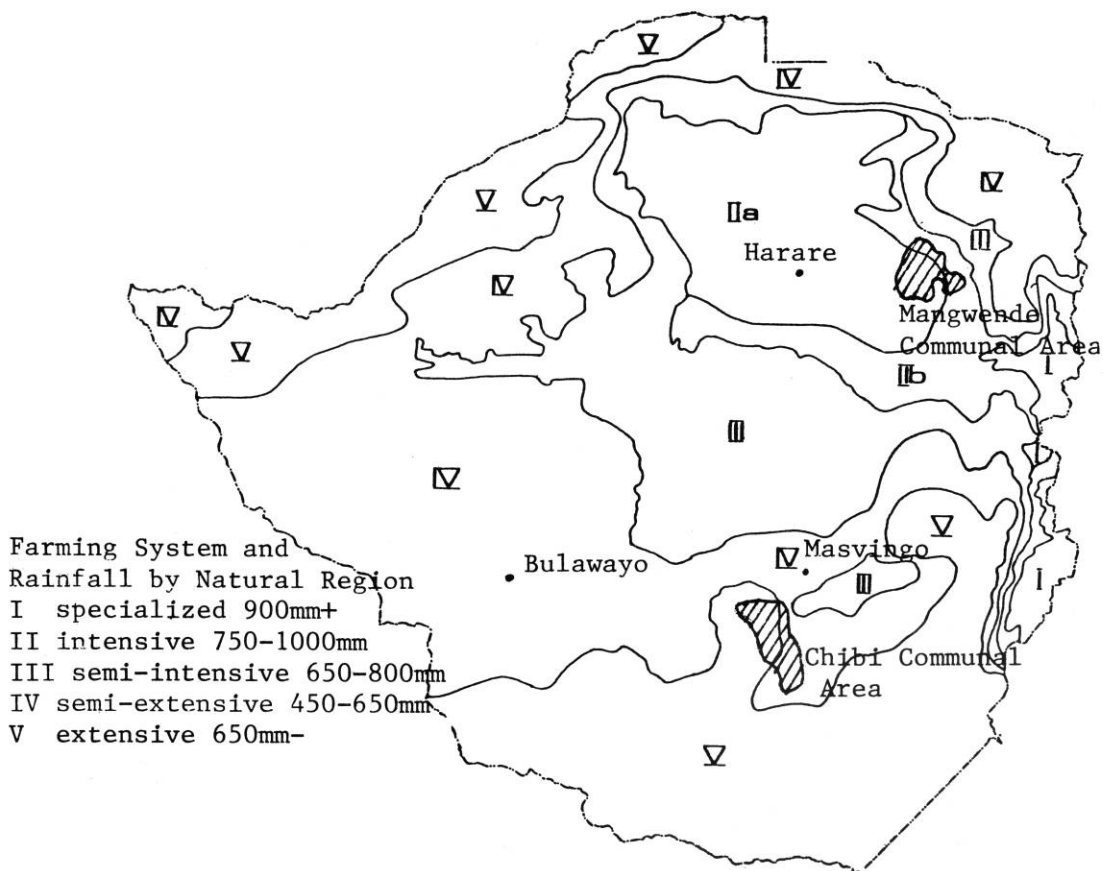 V
IV
V
IIa
IV
III
Harare
IV
IV
Mangwende
V
Communal Area
I
IIb
III
I
IV
V
Farming System and
Rainfall by Natural Region
I specialized 900mm+
II intensive 750-1000mm
III semi-intensive 650-800mm
IV semi-extensive 450-650mm
V extensive 650mm-
Bulawayo
IV
Masvingo
III
I
Chibi Communal
Area
V